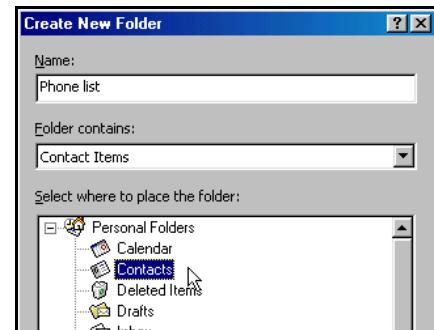 Create New Folder
Name:
Phone list
Folder contains:
Contact Items
Select where to place the folder:
Personal Folders
Calendar
Contacts
Deleted Items
Drafts
Inbox